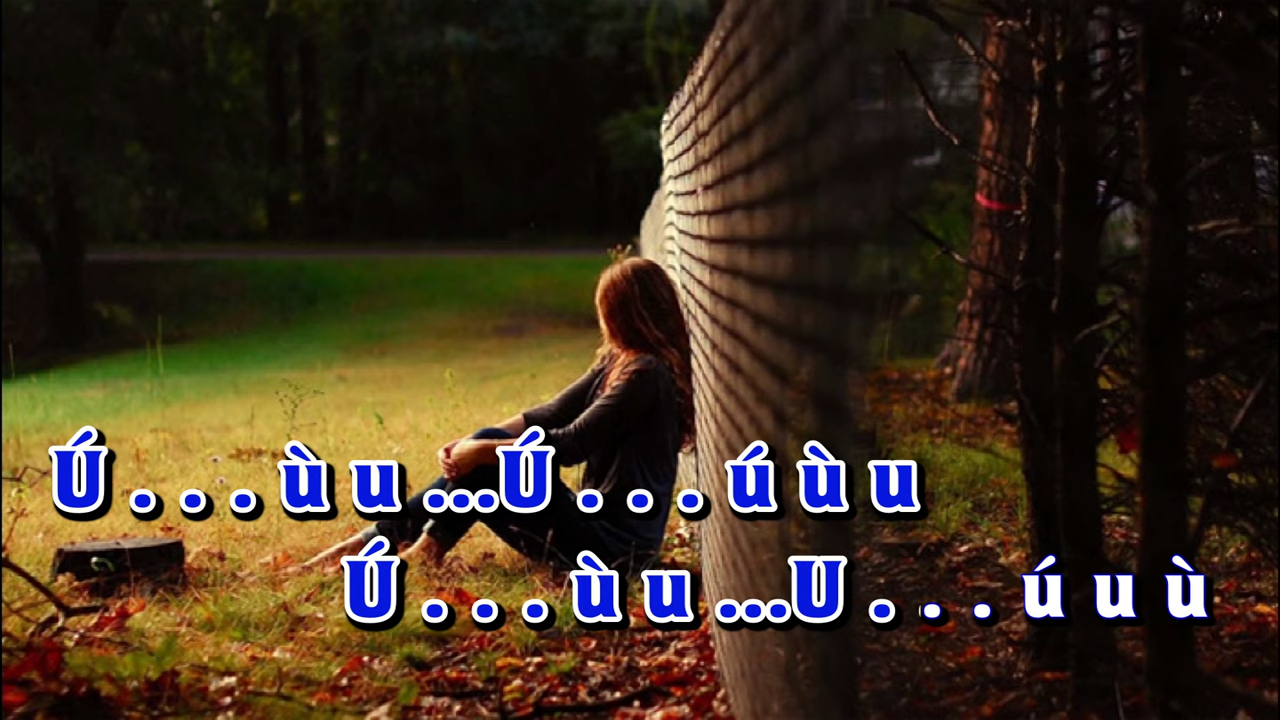 Ú . . . ù u ...Ú . . . ú ù u
Ú . . . ù u ...U . . . ú u ù